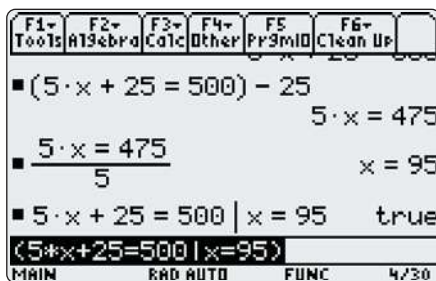 F1▾ F2▾ F3▾ F4▾ F5 F6▾
Tools Algebra Calc Other PrgmIO Clean Up
■ (5·x + 25 = 500) − 25
5·x = 475
■ 5·x = 475
5
x = 95
■ 5·x + 25 = 500 | x = 95 true
(5*x+25=500|x=95)
MAIN RAD AUTO FUNC 4/30